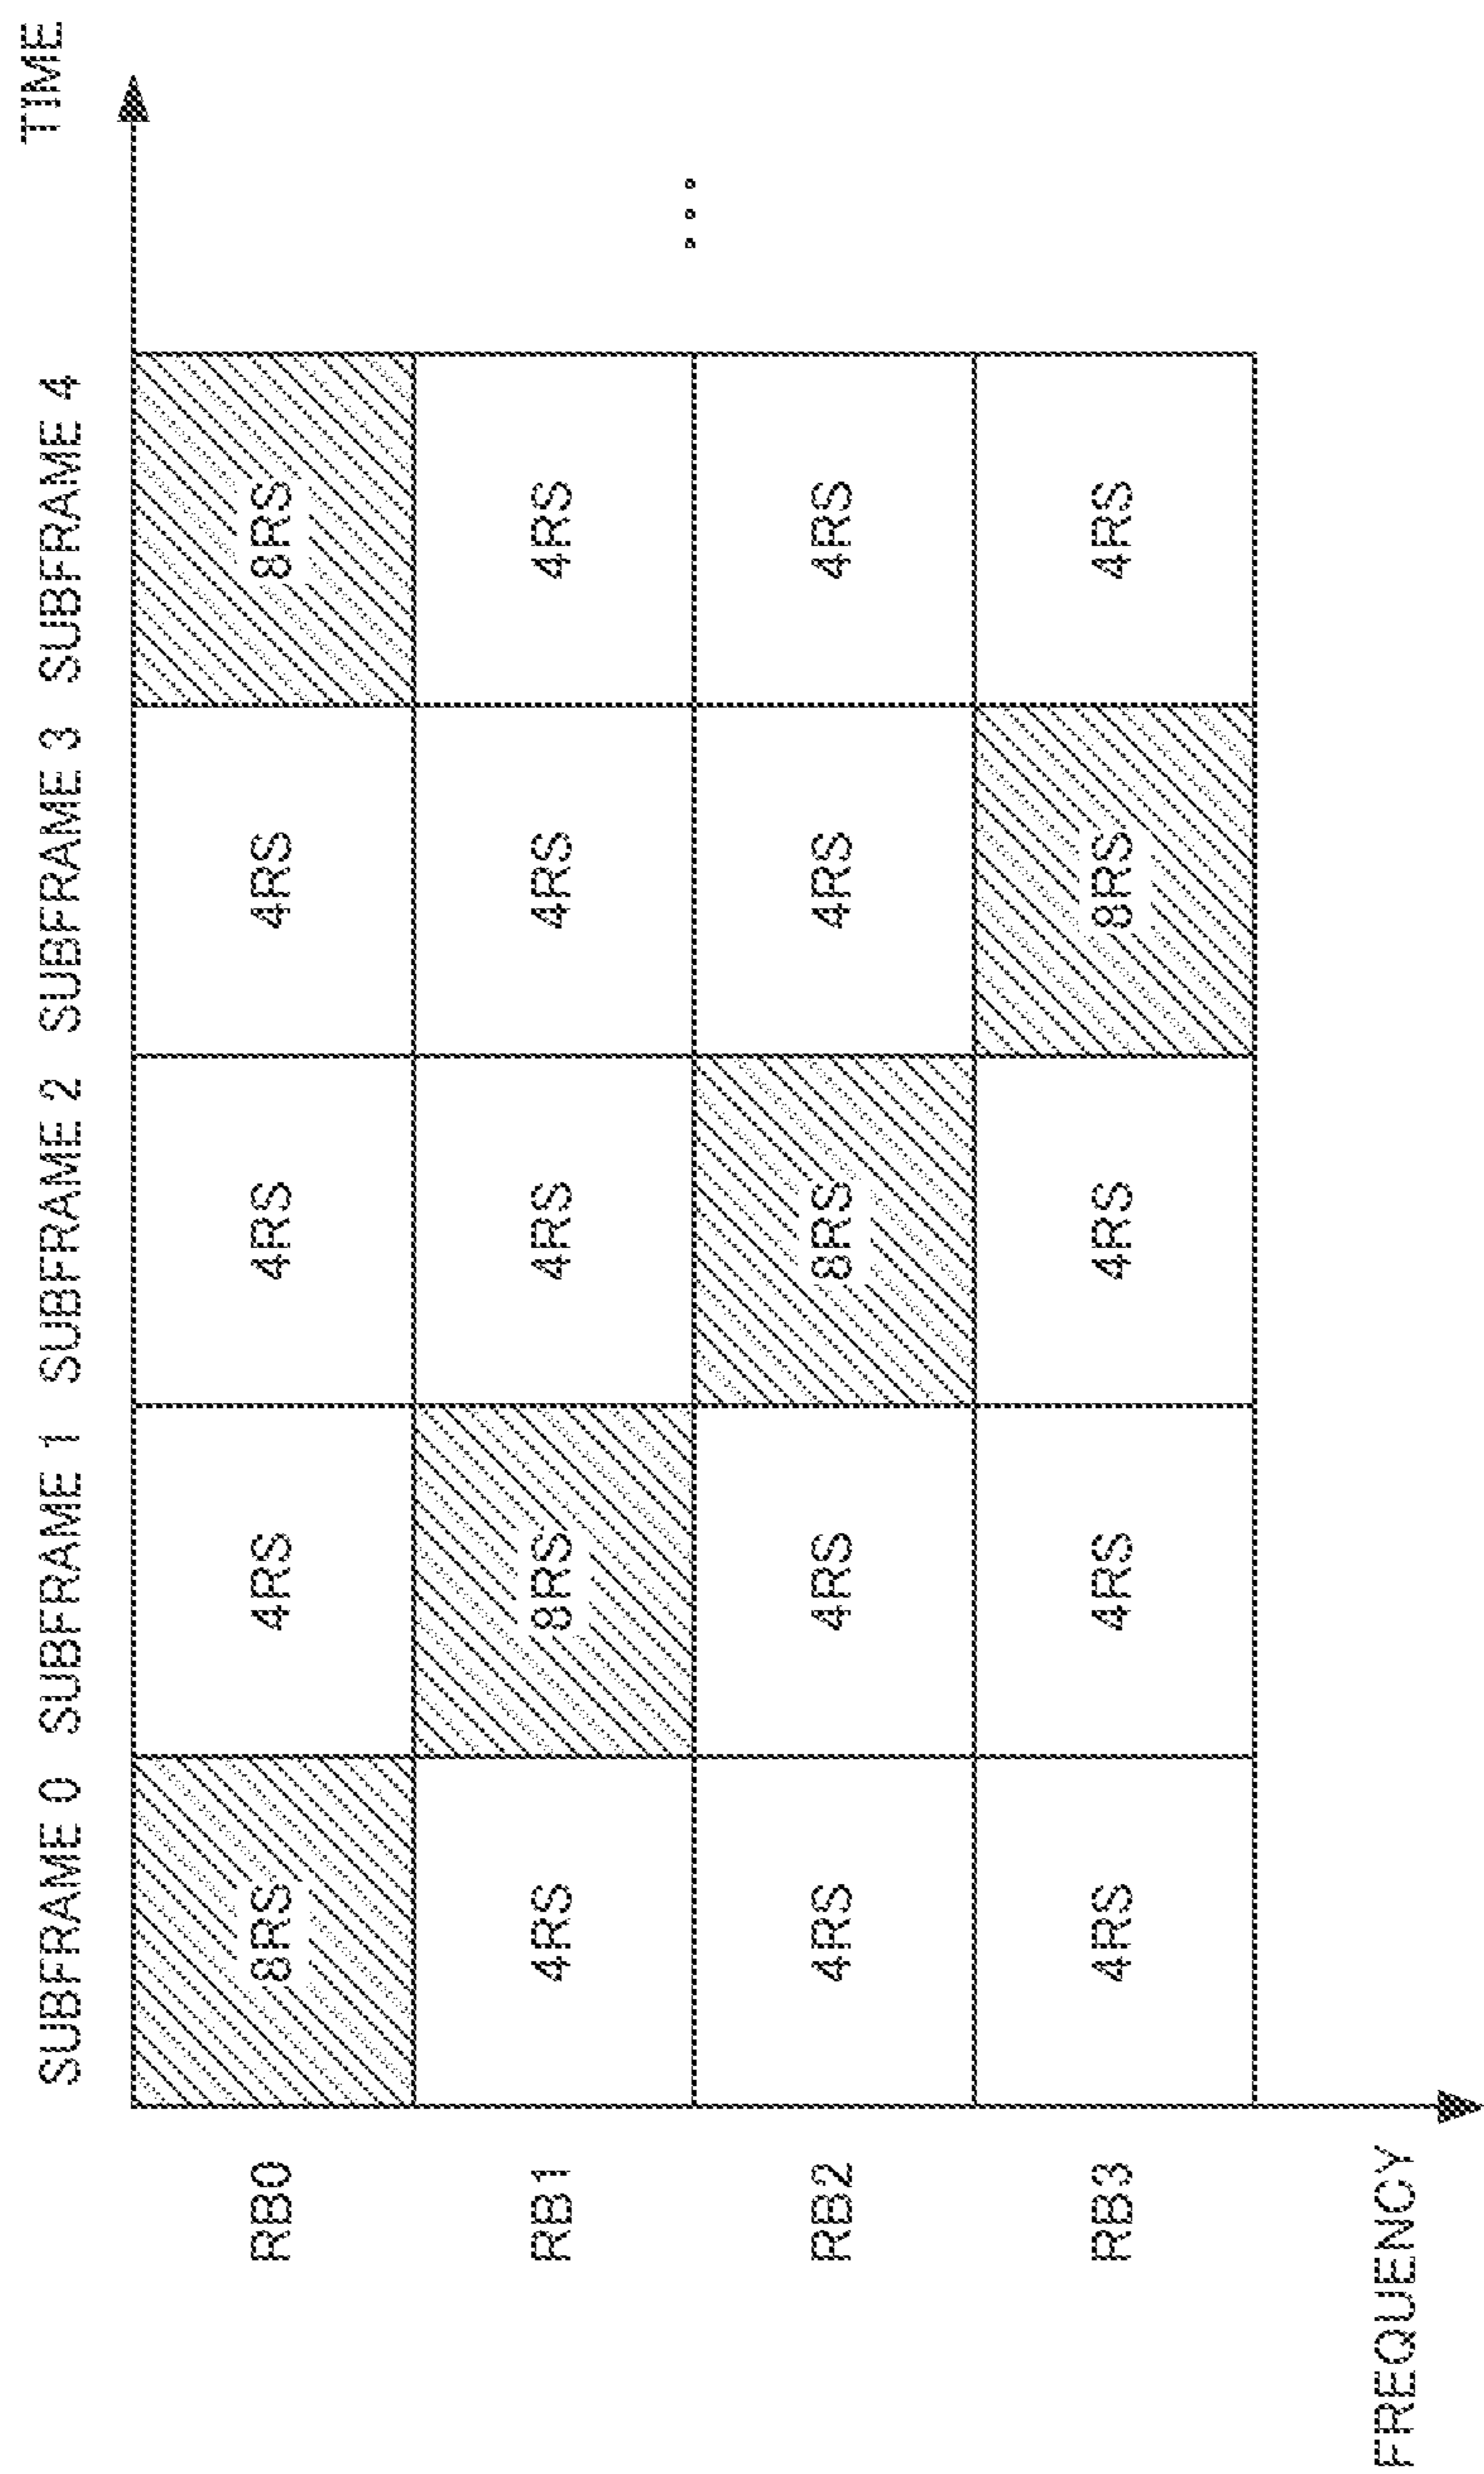 TIME
SUBFRAME 0 SUBFRAME 1 SUBFRAME 2 SUBFRAME 3 SUBFRAME 4
RB0 8RS 4RS 4RS 4RS 8RS
RB1 4RS 8RS 4RS 4RS 4RS
RB2 4RS 4RS 8RS 4RS 4RS
RB3 4RS 4RS 4RS 8RS 4RS
FREQUENCY